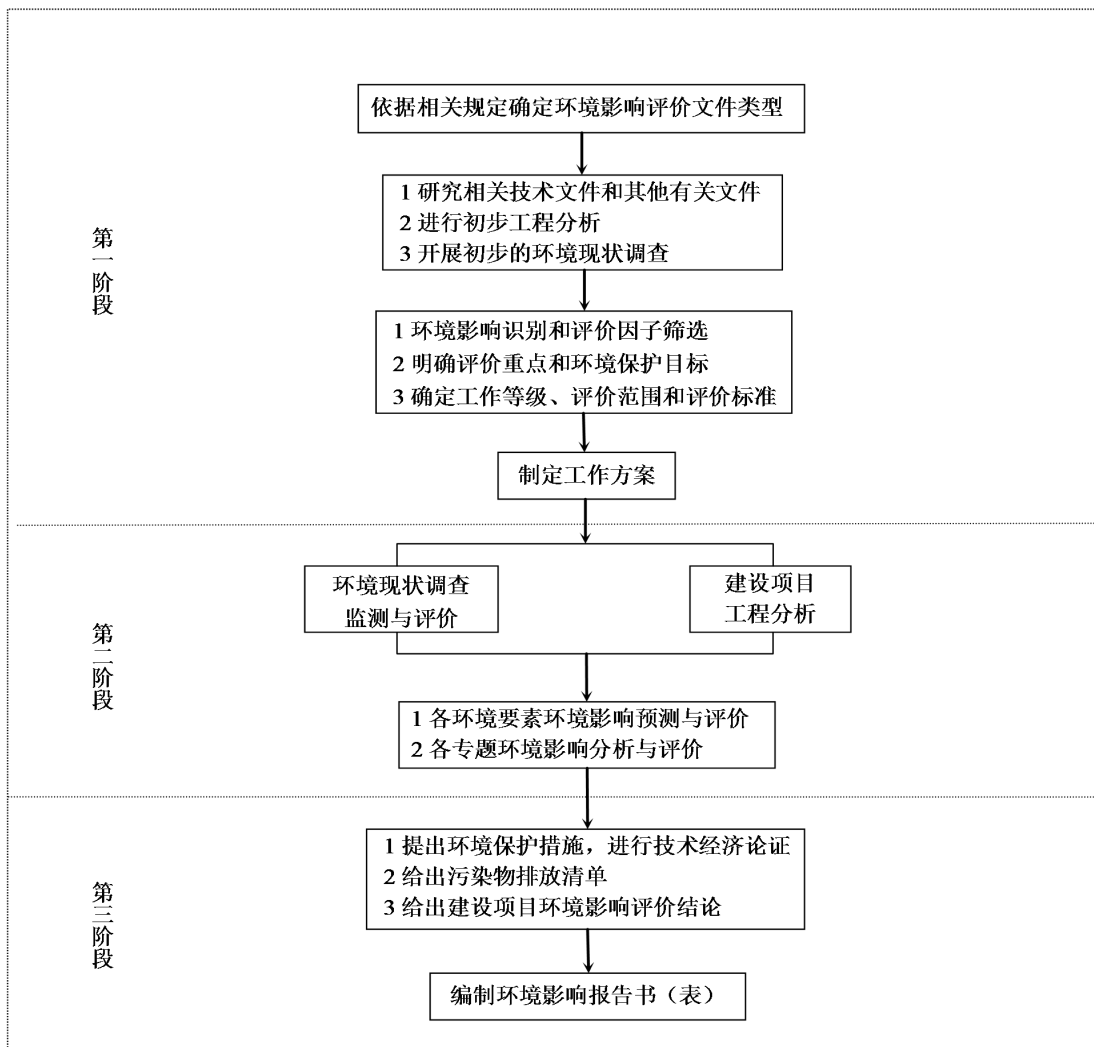 依据相关规定确定环境影响评价文件类型
1 研究相关技术文件和其他有关文件
2 进行初步工程分析
3 开展初步的环境现状调查
第一阶段
1 环境影响识别和评价因子筛选
2 明确评价重点和环境保护目标
3 确定工作等级、评价范围和评价标准
制定工作方案
环境现状调查
监测与评价
建设项目
工程分析
第二阶段
1 各环境要素环境影响预测与评价
2 各专题环境影响分析与评价
1 提出环境保护措施，进行技术经济论证
2 给出污染物排放清单
3 给出建设项目环境影响评价结论
第三阶段
编制环境影响报告书（表）